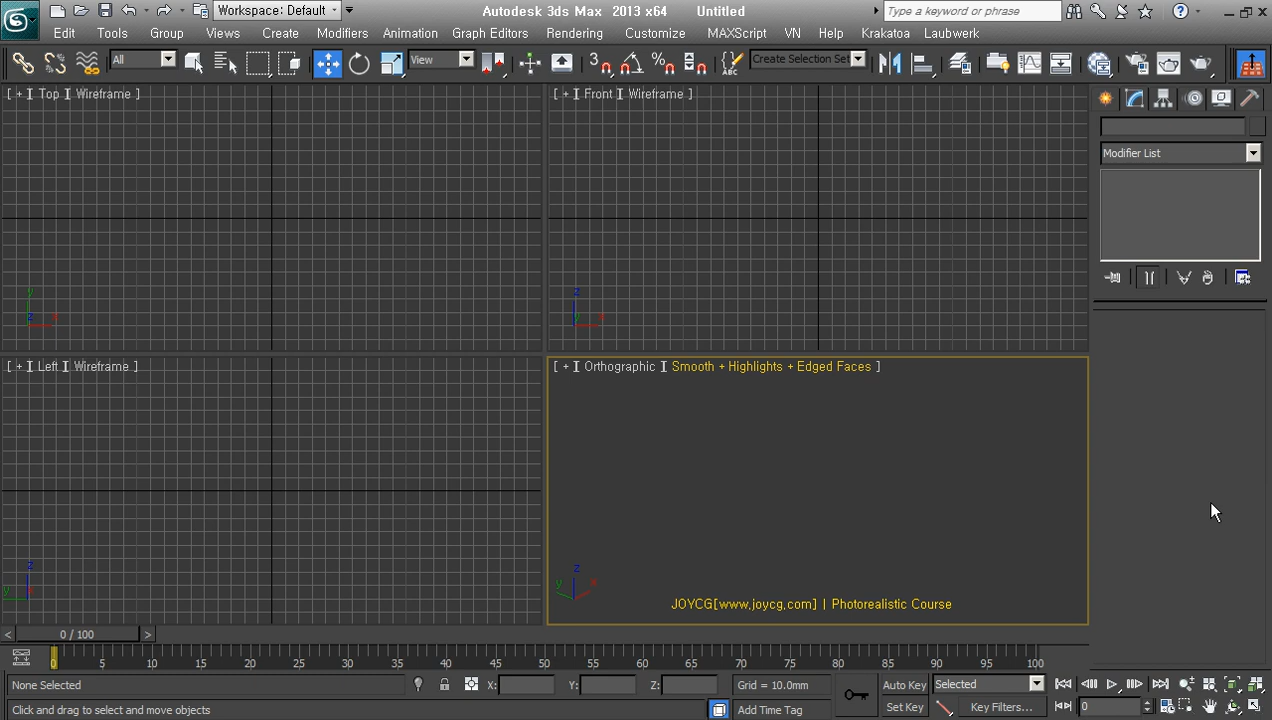 Workspace: Default
Autodesk 3ds Max 2013 x64 Untitled
Type a keyword or phrase
Edit Tools Group Views Create Modifiers Animation Graph Editors Rendering Customize MAXScript VN Help Krakatoa Laubwerk
All
View
3
Create Selection Set
[ + ] Top ] Wireframe ]
[ + ] Front ] Wireframe ]
Modifier List
y
z x
z
y x
[ + ] Left ] Wireframe ]
[ + ] Orthographic ] Smooth + Highlights + Edged Faces ]
z
y x
z
y x
JOYCG[www.joycg.com] | Photorealistic Course
< 0 / 100 >
0 5 10 15 20 25 30 35 40 45 50 55 60 65 70 75 80 85 90 95 100
None Selected
X: Y: Z:
Grid = 10.0mm
Auto Key
Selected
Click and drag to select and move objects
Add Time Tag
Set Key
Key Filters...
0